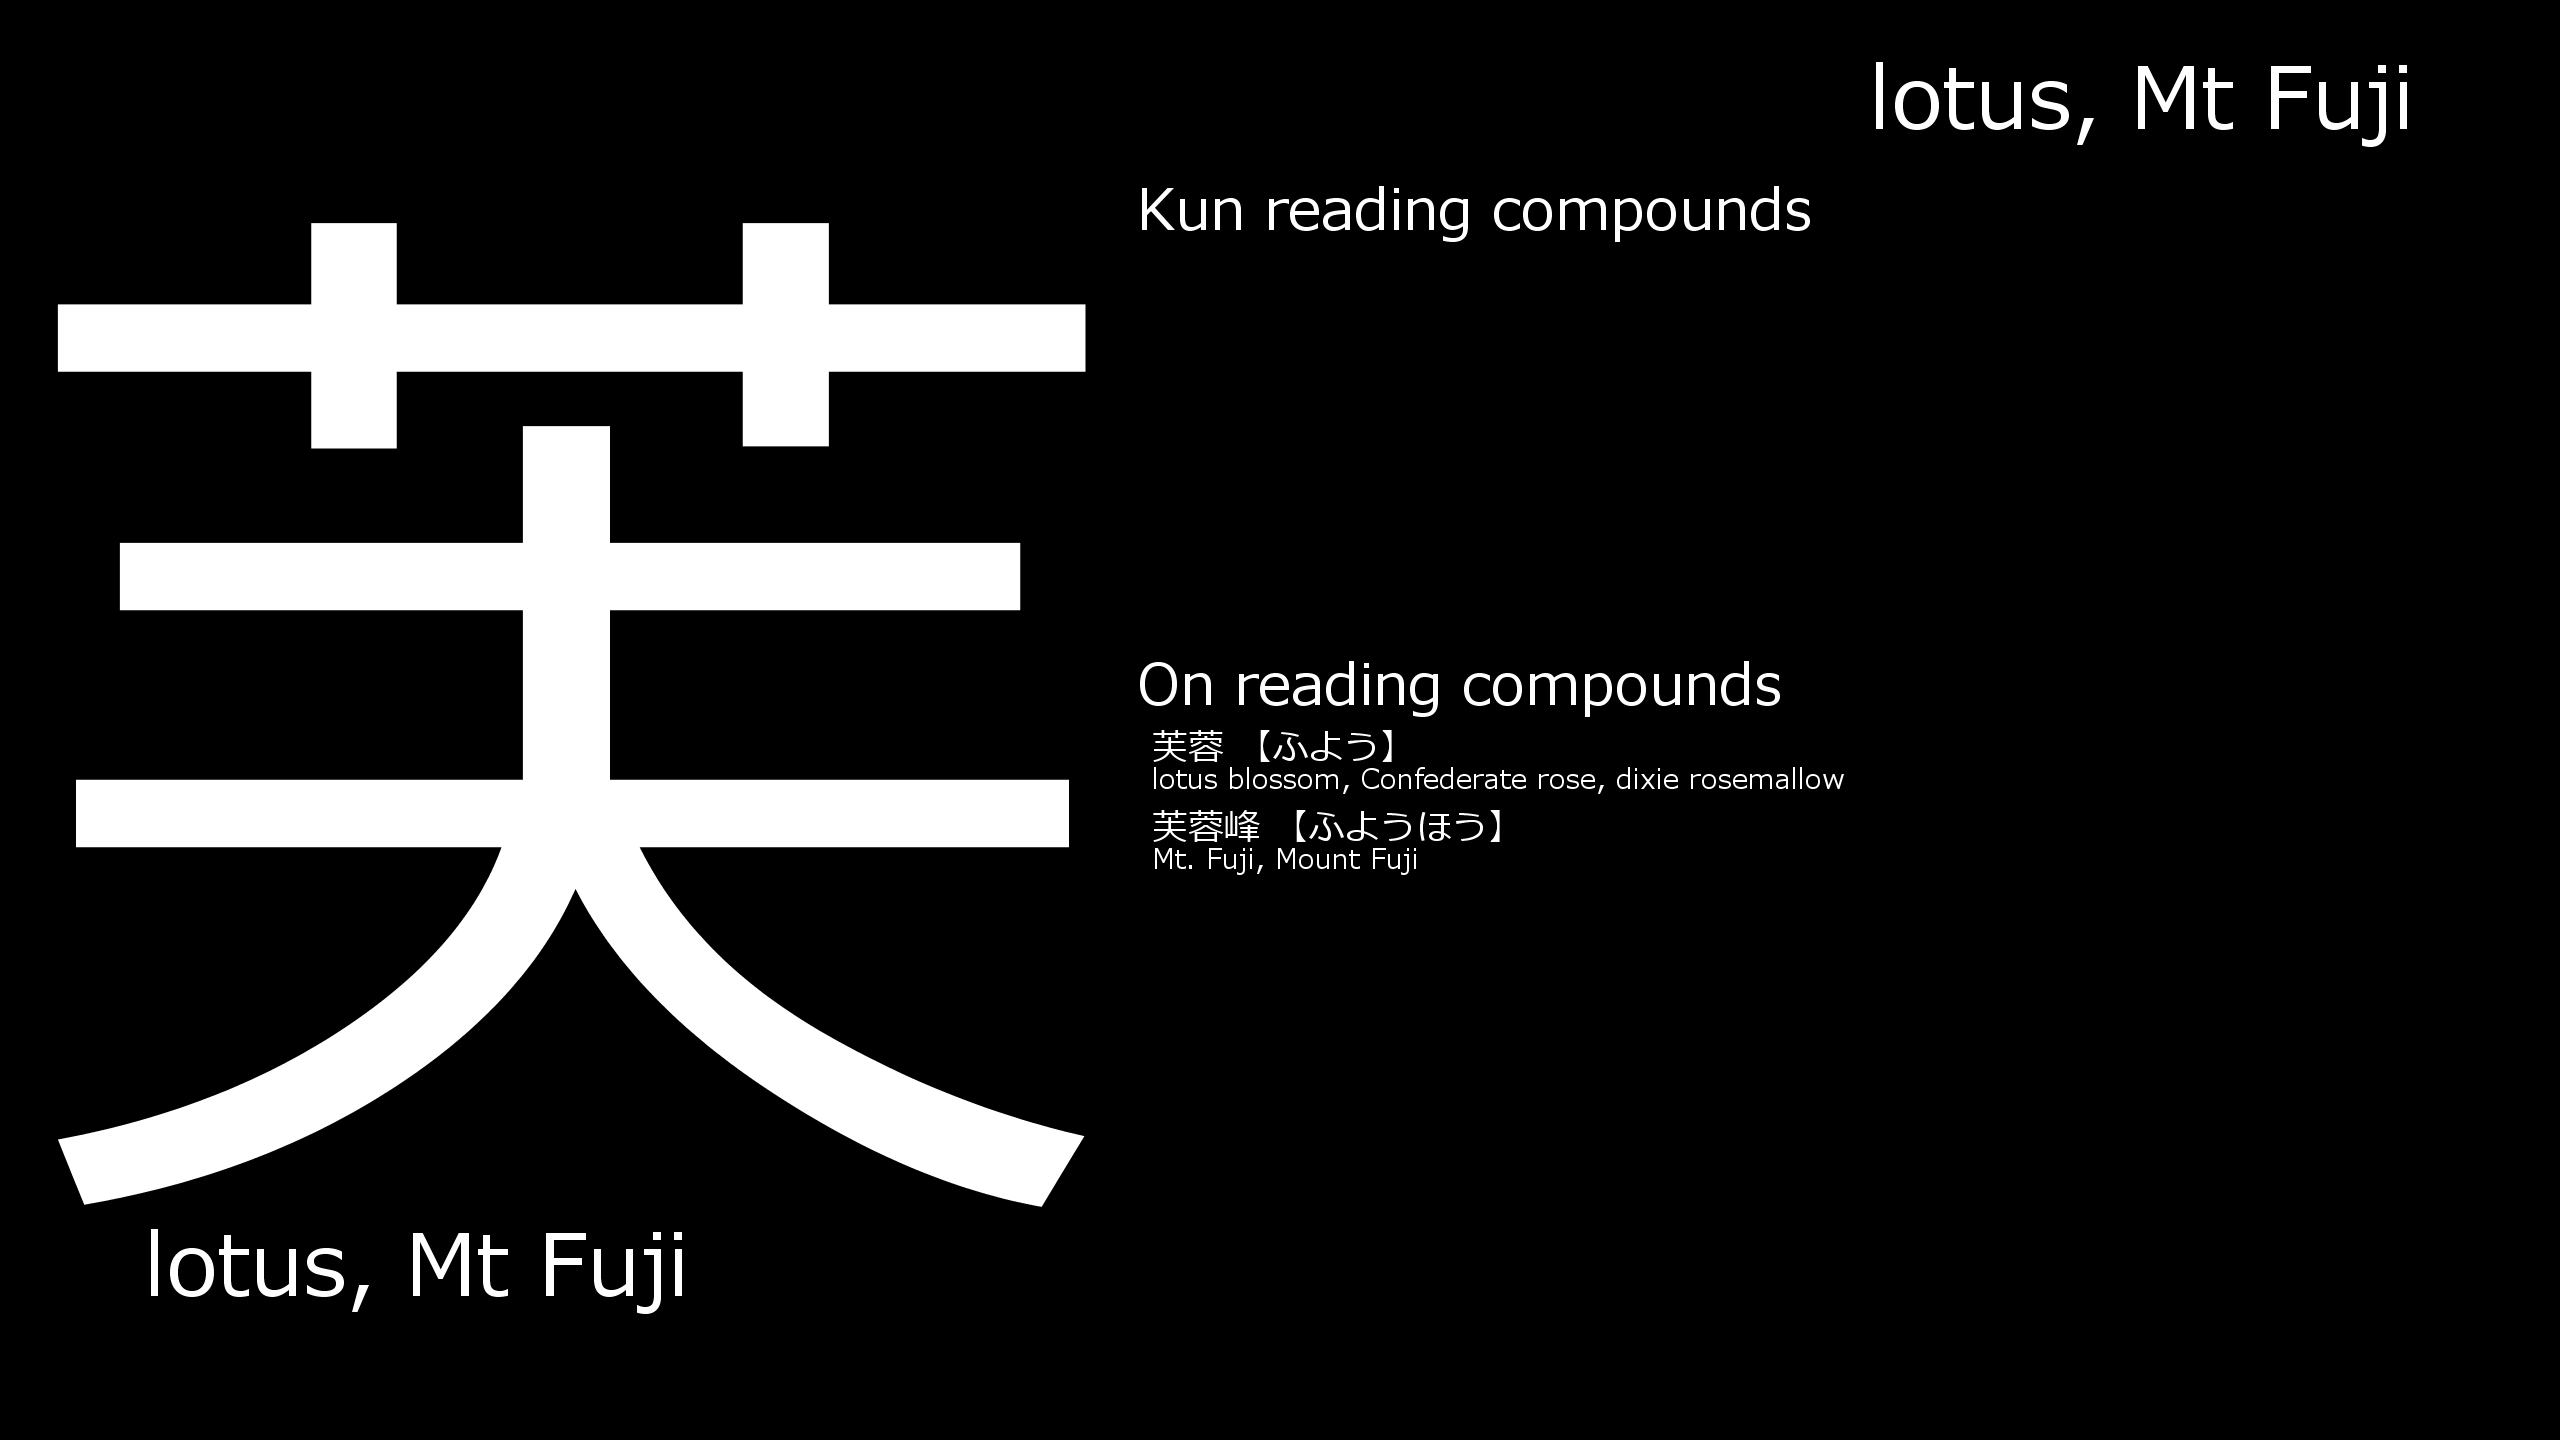 lotus, Mt Fuji
芙
lotus, Mt Fuji
Kun reading compounds
On reading compounds
芙蓉 【ふよう】
lotus blossom, Confederate rose, dixie rosemallow
芙蓉峰 【ふようほう】
Mt. Fuji, Mount Fuji